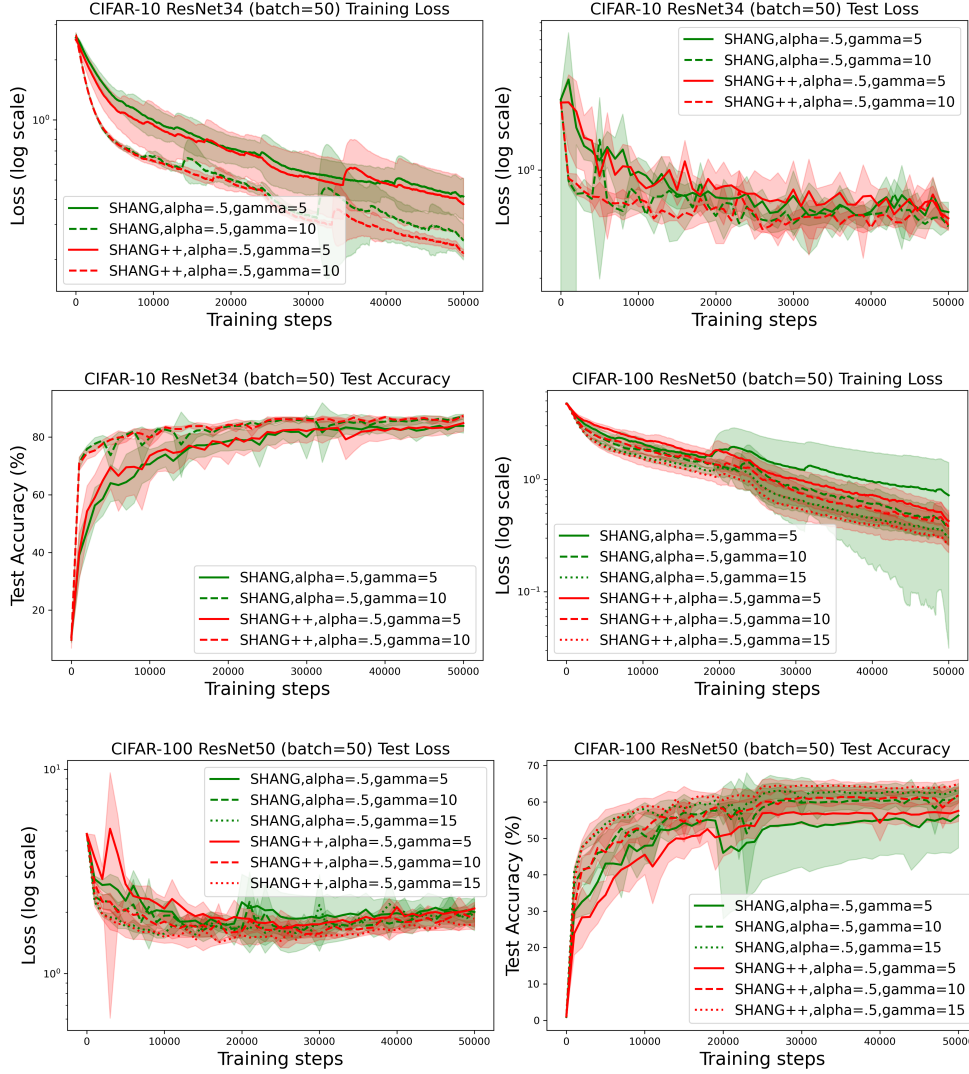 CIFAR-10 ResNet34 (batch=50) Training Loss
Loss (log scale)
10⁰
SHANG,alpha=.5,gamma=5
SHANG,alpha=.5,gamma=10
SHANG++,alpha=.5,gamma=5
SHANG++,alpha=.5,gamma=10
0 10000 20000 30000 40000 50000
Training steps
CIFAR-10 ResNet34 (batch=50) Test Loss
Loss (log scale)
10⁰
SHANG,alpha=.5,gamma=5
SHANG,alpha=.5,gamma=10
SHANG++,alpha=.5,gamma=5
SHANG++,alpha=.5,gamma=10
0 10000 20000 30000 40000 50000
Training steps
CIFAR-10 ResNet34 (batch=50) Test Accuracy
Test Accuracy (%)
80
60
40
20
SHANG,alpha=.5,gamma=5
SHANG,alpha=.5,gamma=10
SHANG++,alpha=.5,gamma=5
SHANG++,alpha=.5,gamma=10
0 10000 20000 30000 40000 50000
Training steps
CIFAR-100 ResNet50 (batch=50) Training Loss
Loss (log scale)
10⁰
10⁻¹
SHANG,alpha=.5,gamma=5
SHANG,alpha=.5,gamma=10
SHANG,alpha=.5,gamma=15
SHANG++,alpha=.5,gamma=5
SHANG++,alpha=.5,gamma=10
SHANG++,alpha=.5,gamma=15
0 10000 20000 30000 40000 50000
Training steps
CIFAR-100 ResNet50 (batch=50) Test Loss
Loss (log scale)
10¹
10⁰
SHANG,alpha=.5,gamma=5
SHANG,alpha=.5,gamma=10
SHANG,alpha=.5,gamma=15
SHANG++,alpha=.5,gamma=5
SHANG++,alpha=.5,gamma=10
SHANG++,alpha=.5,gamma=15
0 10000 20000 30000 40000 50000
Training steps
CIFAR-100 ResNet50 (batch=50) Test Accuracy
Test Accuracy (%)
70
60
50
40
30
20
10
0
SHANG,alpha=.5,gamma=5
SHANG,alpha=.5,gamma=10
SHANG,alpha=.5,gamma=15
SHANG++,alpha=.5,gamma=5
SHANG++,alpha=.5,gamma=10
SHANG++,alpha=.5,gamma=15
0 10000 20000 30000 40000 50000
Training steps